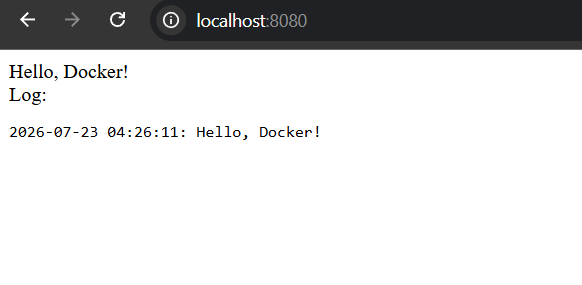 localhost:8080
Hello, Docker!
Log:
2026-07-23 04:26:11: Hello, Docker!